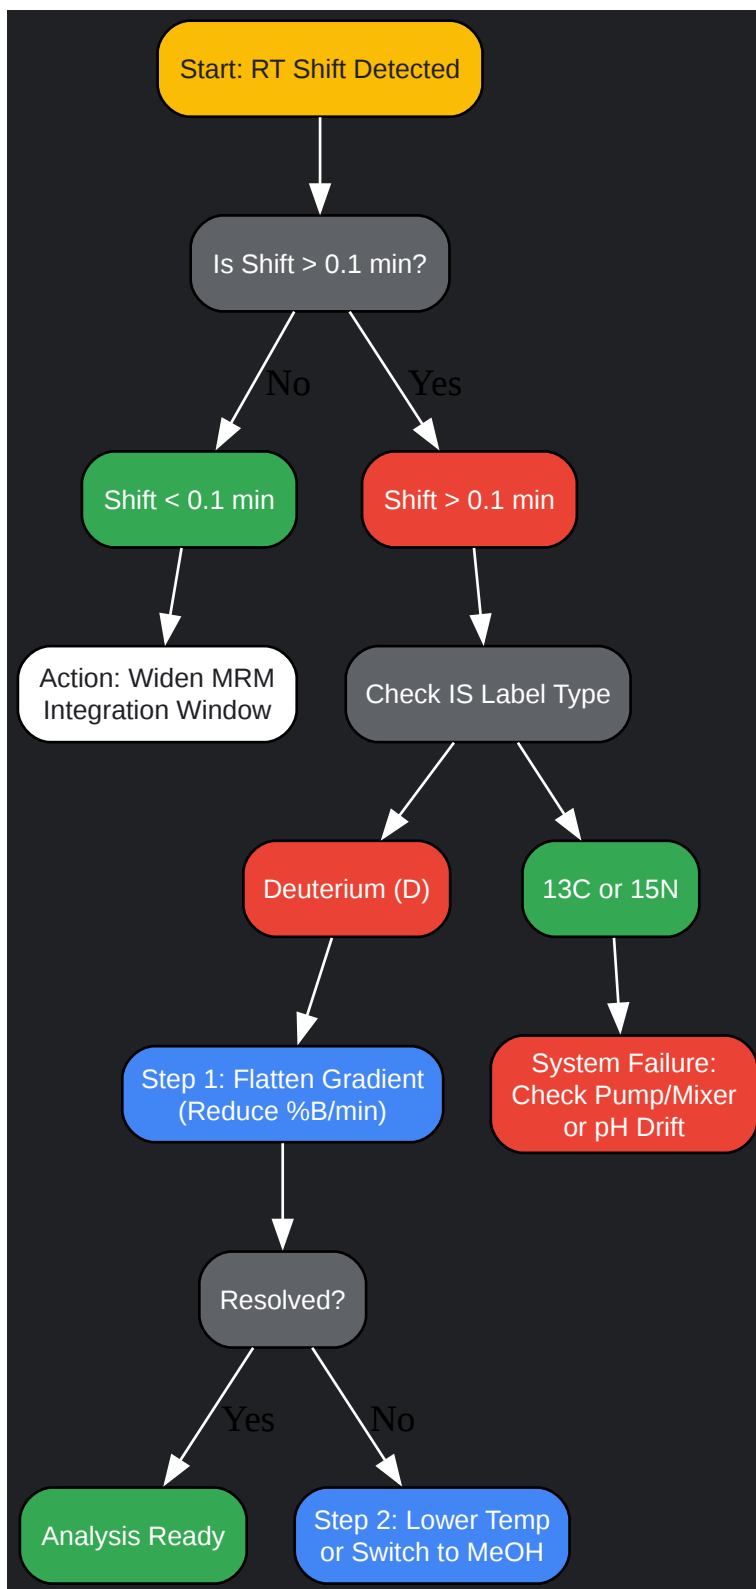 Start: RT Shift Detected
Is Shift > 0.1 min?
No
Yes
Shift < 0.1 min
Shift > 0.1 min
Action: Widen MRM
Integration Window
Check IS Label Type
Deuterium (D)
13C or 15N
Step 1: Flatten Gradient
(Reduce %B/min)
System Failure:
Check Pump/Mixer
or pH Drift
Resolved?
Yes
No
Analysis Ready
Step 2: Lower Temp
or Switch to MeOH